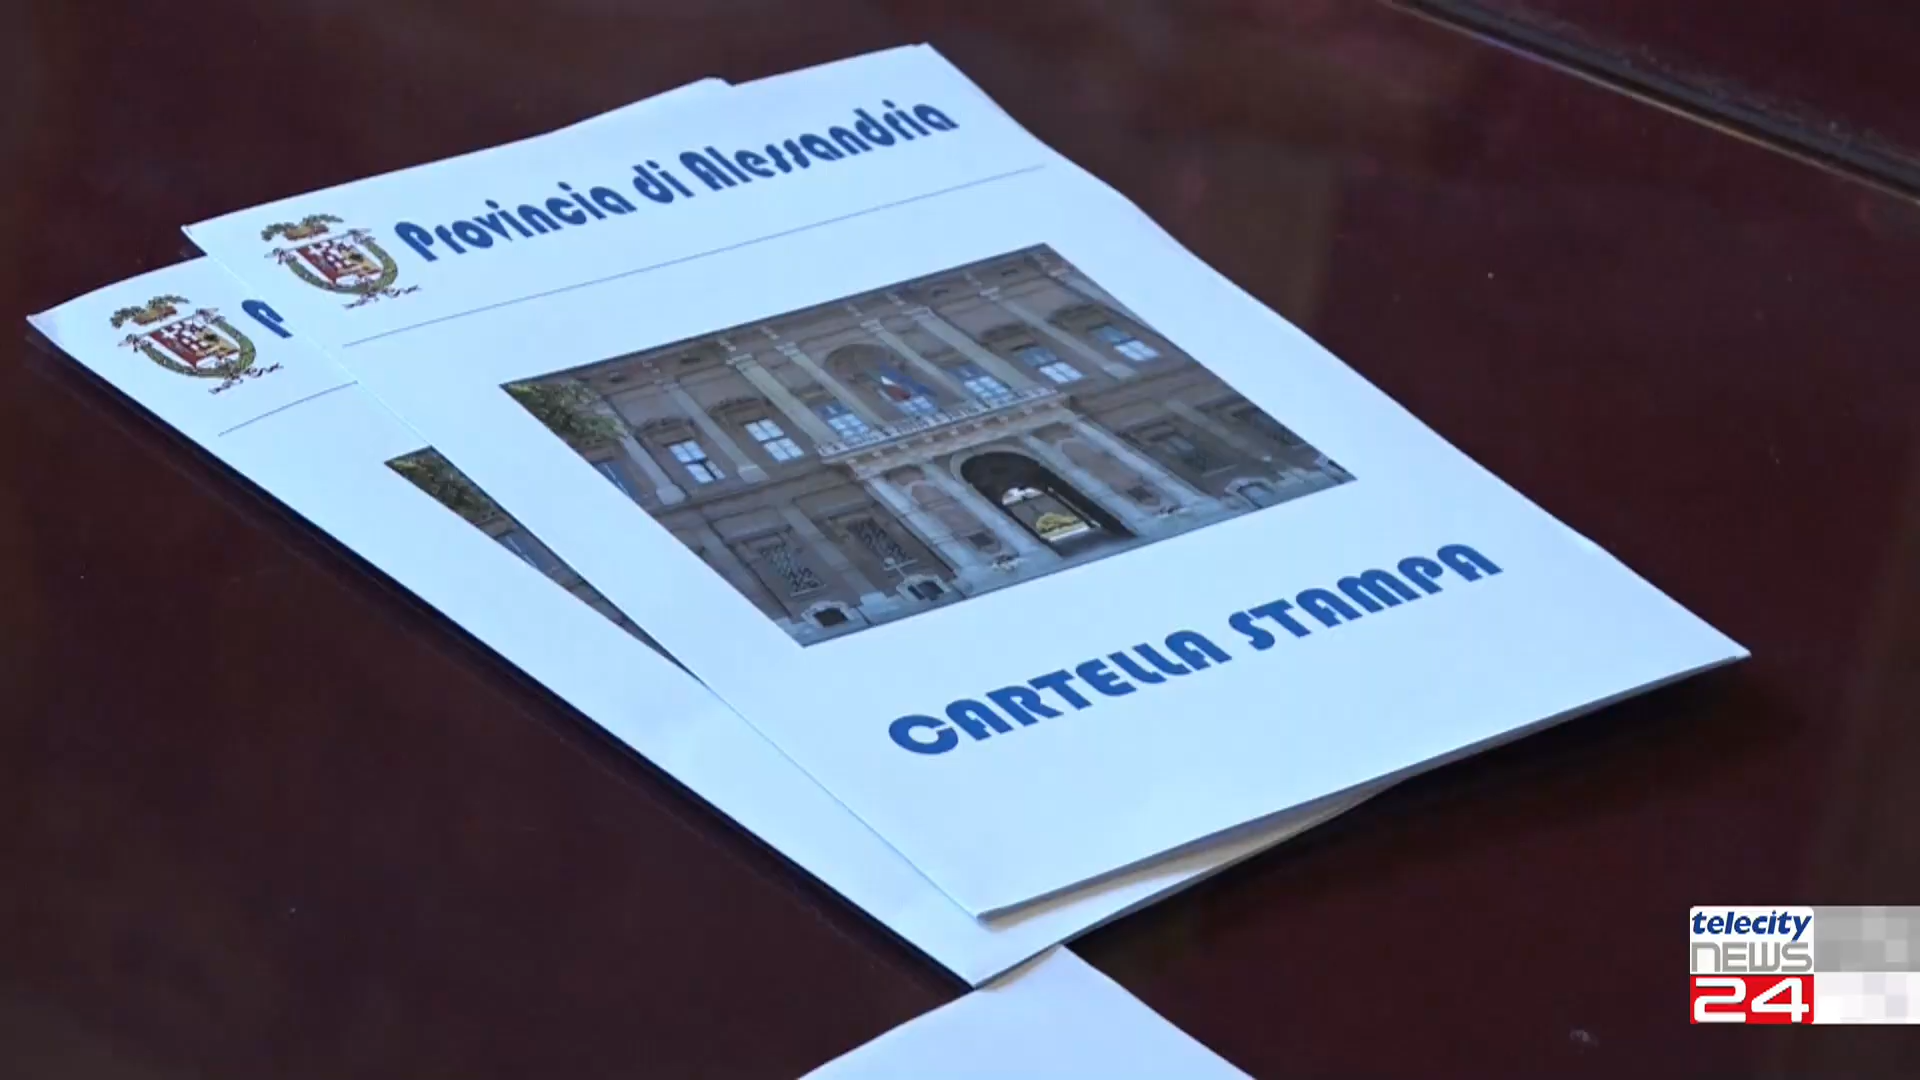 Provincia di Alessandria
P
CARTELLA STAMPA
telecity
NEWS
24